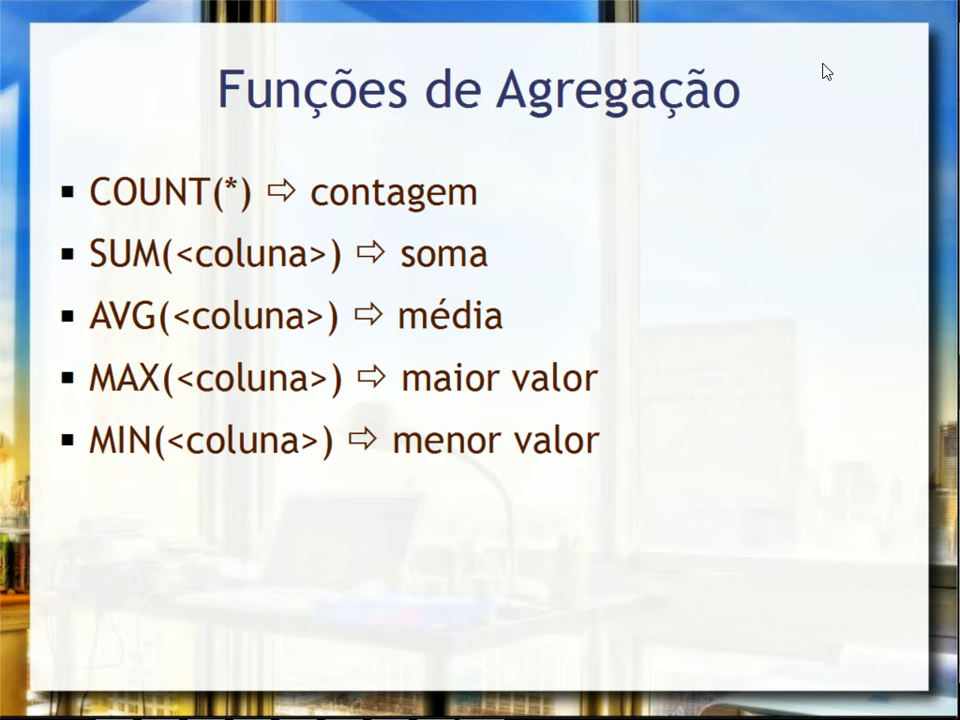 Funções de Agregação
▪ COUNT(*) ⇨ contagem
▪ SUM(<coluna>) ⇨ soma
▪ AVG(<coluna>) ⇨ média
▪ MAX(<coluna>) ⇨ maior valor
▪ MIN(<coluna>) ⇨ menor valor